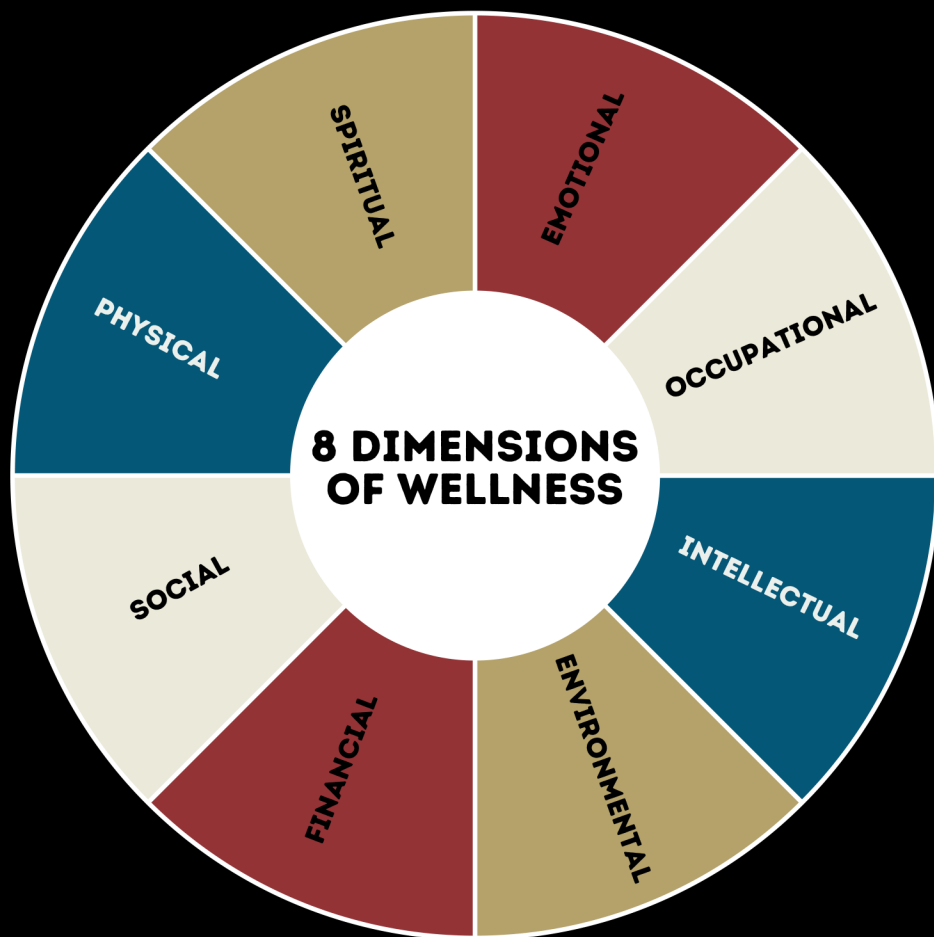 8 DIMENSIONS
OF WELLNESS
EMOTIONAL
OCCUPATIONAL
INTELLECTUAL
ENVIRONMENTAL
FINANCIAL
SOCIAL
PHYSICAL
SPIRITUAL